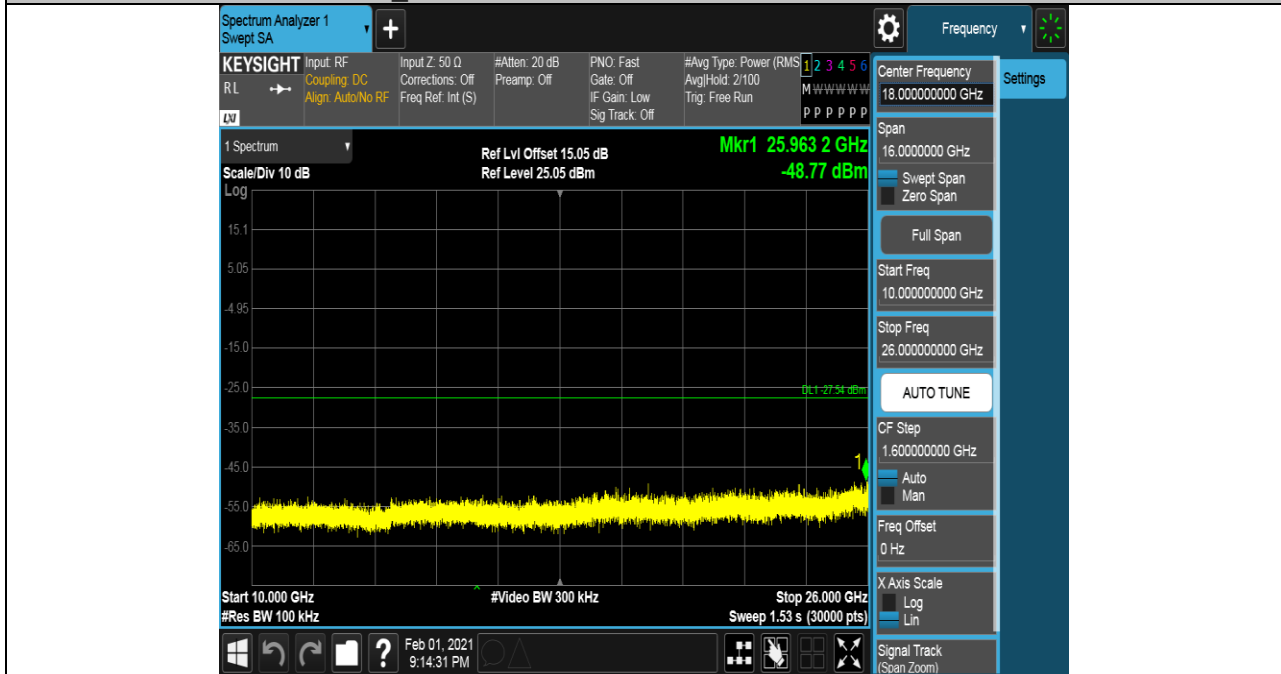 Spectrum Analyzer 1
Swept SA
+
Frequency
KEYSIGHT
RL
LXI
Input: RF
Coupling: DC
Align: Auto/No RF
Input Z: 50 Ω
Corrections: Off
Freq Ref: Int (S)
#Atten: 20 dB
Preamp: Off
PNO: Fast
Gate: Off
IF Gain: Low
Sig Track: Off
#Avg Type: Power (RMS
Avg|Hold: 2/100
Trig: Free Run
1 2 3 4 5 6
M W W W W W
P P P P P P
Center Frequency
18.000000000 GHz
Settings
Span
16.0000000 GHz
Swept Span
Zero Span
Full Span
Start Freq
10.000000000 GHz
Stop Freq
26.000000000 GHz
AUTO TUNE
CF Step
1.600000000 GHz
Auto
Man
Freq Offset
0 Hz
X Axis Scale
Log
Lin
Signal Track
(Span Zoom)
1 Spectrum
Scale/Div 10 dB
Ref Lvl Offset 15.05 dB
Ref Level 25.05 dBm
Mkr1 25.963 2 GHz
-48.77 dBm
Log
15.1
5.05
-4.95
-15.0
-25.0
DL1 -27.54 dBm
-35.0
-45.0
1
-55.0
-65.0
Start 10.000 GHz
#Video BW 300 kHz
Stop 26.000 GHz
#Res BW 100 kHz
Sweep 1.53 s (30000 pts)
?
Feb 01, 2021
9:14:31 PM